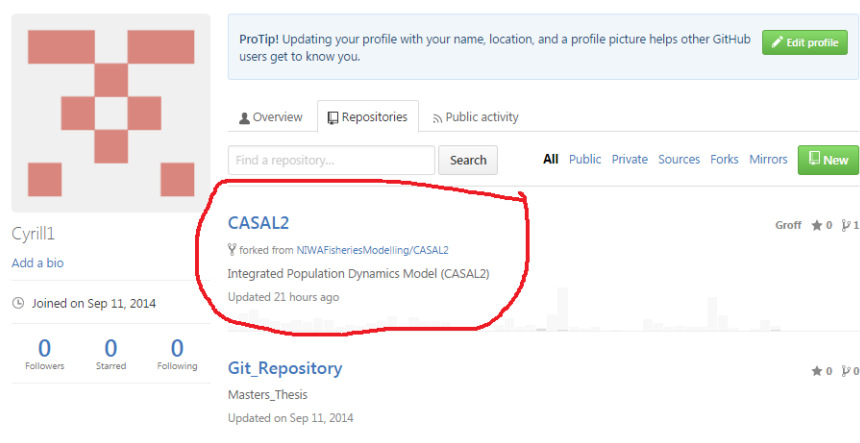 ProTip! Updating your profile with your name, location, and a profile picture helps other GitHub
users get to know you.
Edit profile
Overview
Repositories
Public activity
Find a repository...
Search
All Public Private Sources Forks Mirrors
New
Cyrill1
Add a bio
Joined on Sep 11, 2014
0 0 0
Followers Starred Following
CASAL2
Groff 0 1
forked from NIWAFisheriesModelling/CASAL2
Integrated Population Dynamics Model (CASAL2)
Updated 21 hours ago
Git_Repository
0 0
Masters_Thesis
Updated on Sep 11, 2014